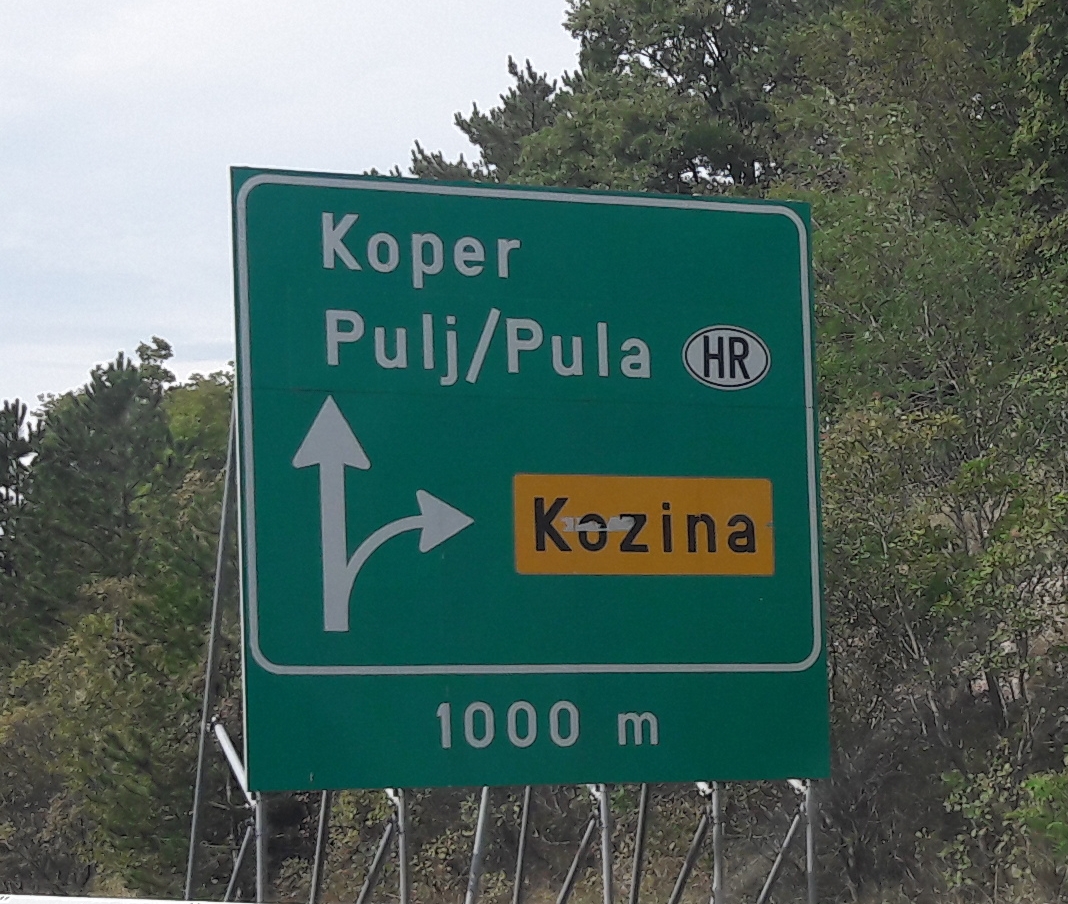 Koper
Pulj/Pula HR
Kozina
1000 m